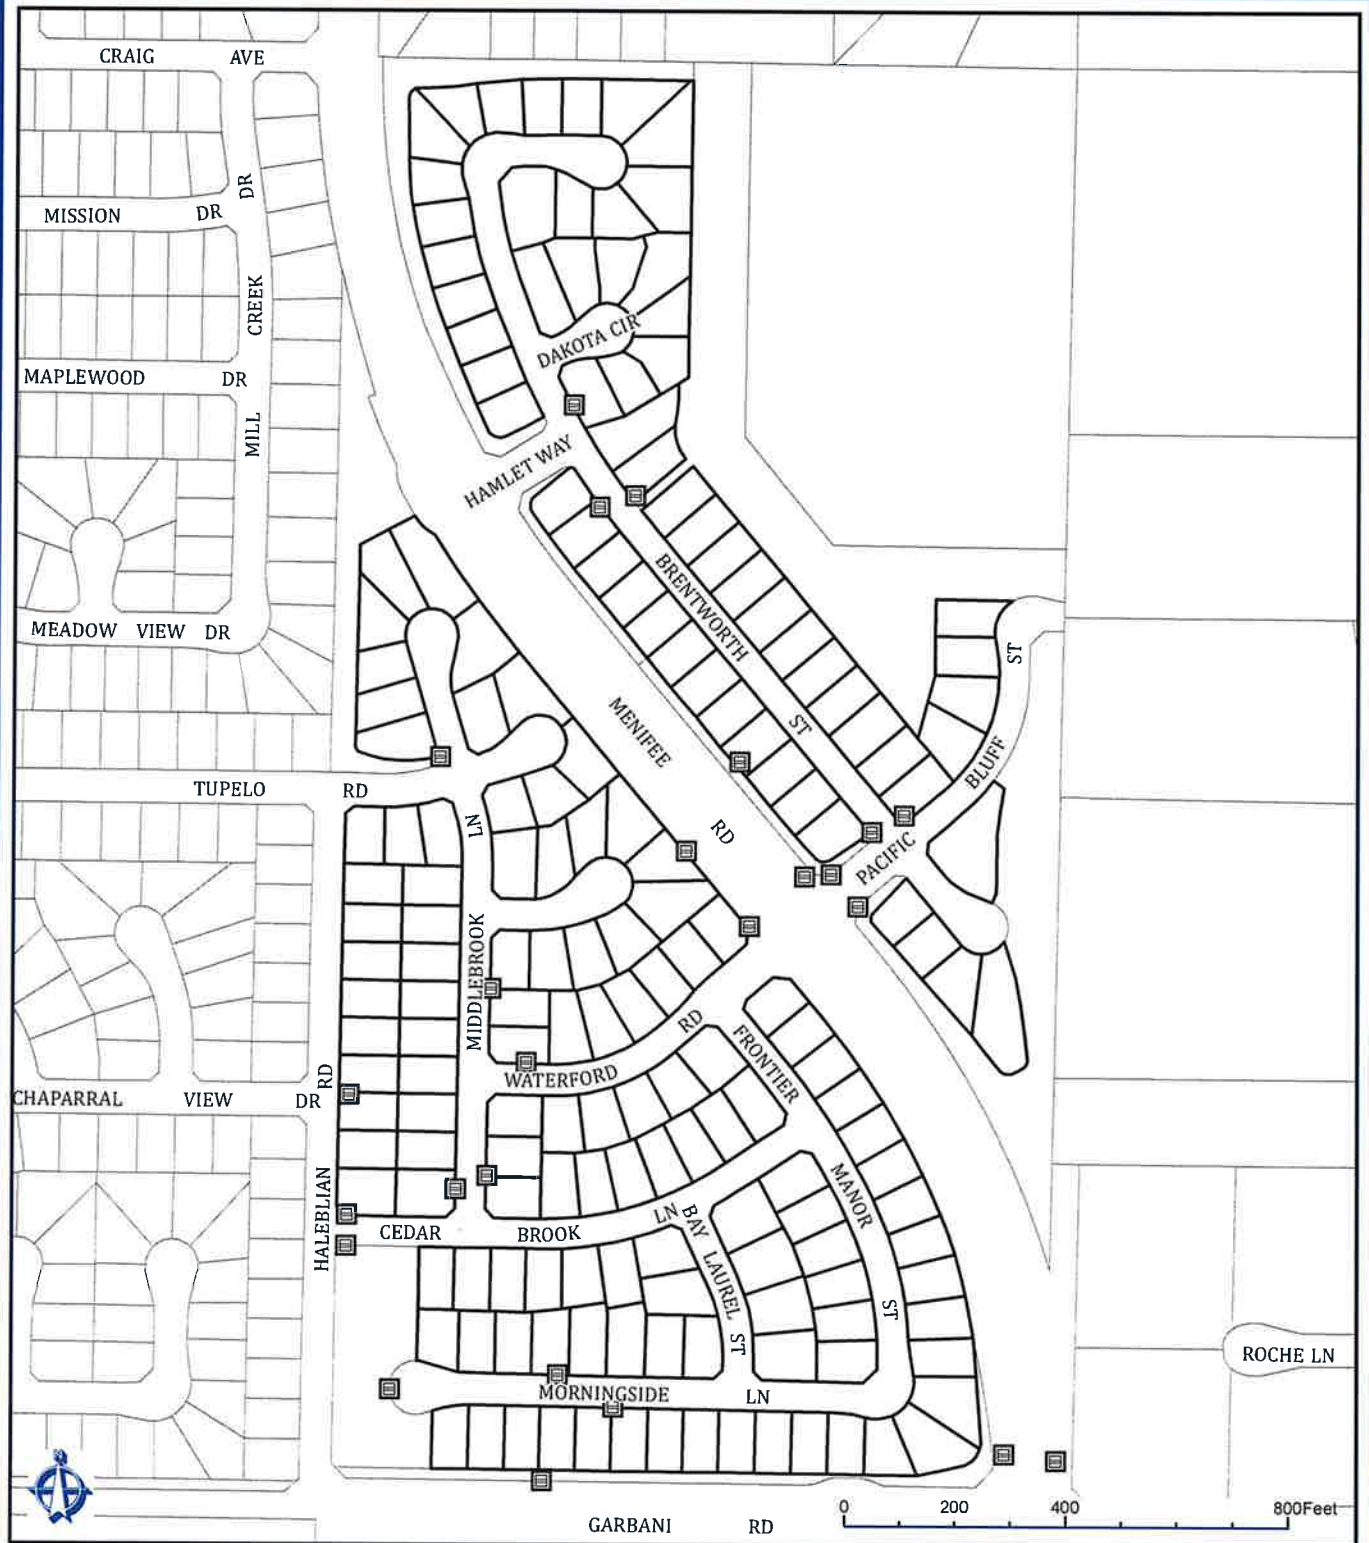 CRAIG AVE
MISSION DR
DR
CREEK
MILL
MAPLEWOOD DR
DAKOTA CIR
HAMLET WAY
MEADOW VIEW DR
BRENTWORTH
ST
ST
BLUFF
PACIFIC
MENIFEE
RD
TUPELO RD
LN
MIDDLEBROOK
RD
WATERFORD
FRONTIER
MANOR
ST
CHAPARRAL VIEW DR
RD
HALEBLIAN
CEDAR BROOK LN
BAY LAUREL ST
MORNINGSIDE LN
ROCHE LN
GARBANI RD
0 200 400 800Feet